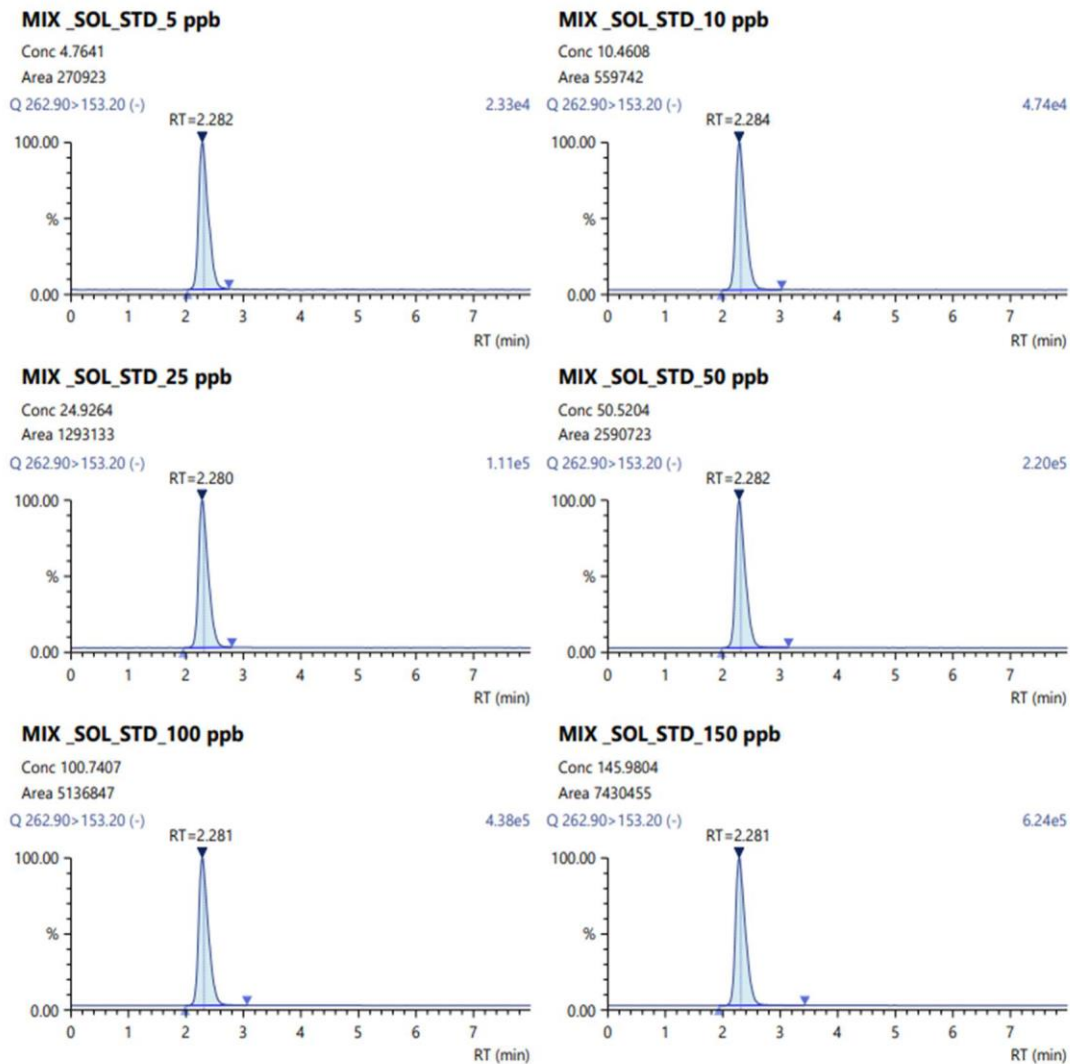 MIX _SOL_STD_5 ppb
Conc 4.7641
Area 270923
Q 262.90>153.20 (-) 2.33e4
RT=2.282
100.00
%
0.00
0 1 2 3 4 5 6 7
RT (min)
MIX _SOL_STD_10 ppb
Conc 10.4608
Area 559742
Q 262.90>153.20 (-) 4.74e4
RT=2.284
100.00
%
0.00
0 1 2 3 4 5 6 7
RT (min)
MIX _SOL_STD_25 ppb
Conc 24.9264
Area 1293133
Q 262.90>153.20 (-) 1.11e5
RT=2.280
100.00
%
0.00
0 1 2 3 4 5 6 7
RT (min)
MIX _SOL_STD_50 ppb
Conc 50.5204
Area 2590723
Q 262.90>153.20 (-) 2.20e5
RT=2.282
100.00
%
0.00
0 1 2 3 4 5 6 7
RT (min)
MIX _SOL_STD_100 ppb
Conc 100.7407
Area 5136847
Q 262.90>153.20 (-) 4.38e5
RT=2.281
100.00
%
0.00
0 1 2 3 4 5 6 7
RT (min)
MIX _SOL_STD_150 ppb
Conc 145.9804
Area 7430455
Q 262.90>153.20 (-) 6.24e5
RT=2.281
100.00
%
0.00
0 1 2 3 4 5 6 7
RT (min)